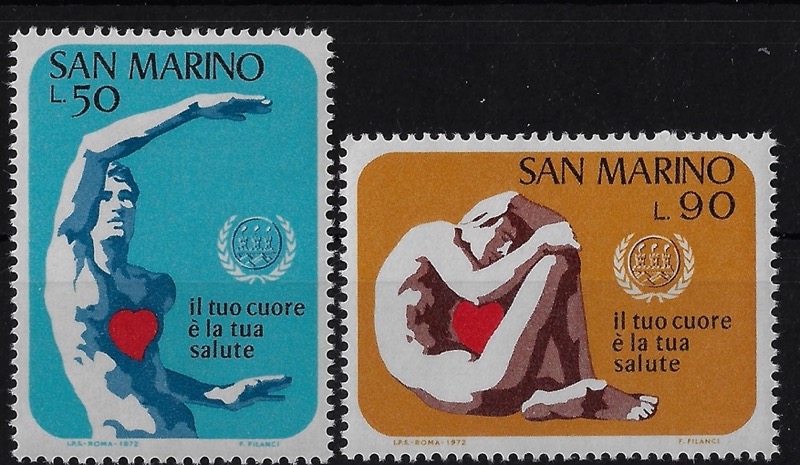 SAN MARINO
L. 50
il tuo cuore
è la tua
salute
I.P.S.-ROMA-1972
F. FILANCI
SAN MARINO
L. 90
il tuo cuore
è la tua
salute
I.P.S.-ROMA-1972
F. FILANCI